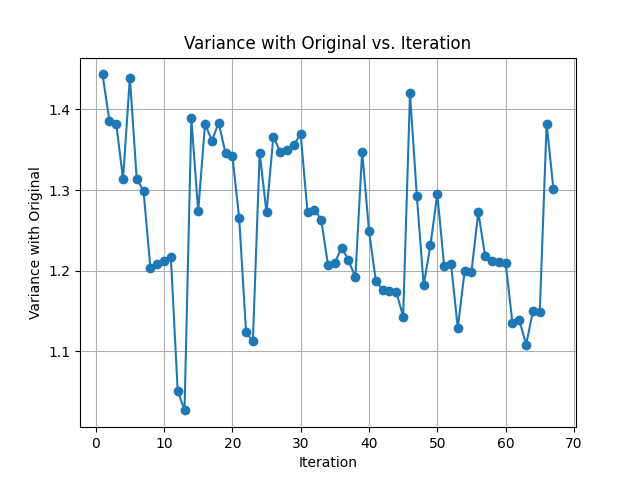 Variance with Original vs. Iteration
Variance with Original
1.4
1.3
1.2
1.1
0 10 20 30 40 50 60 70
Iteration